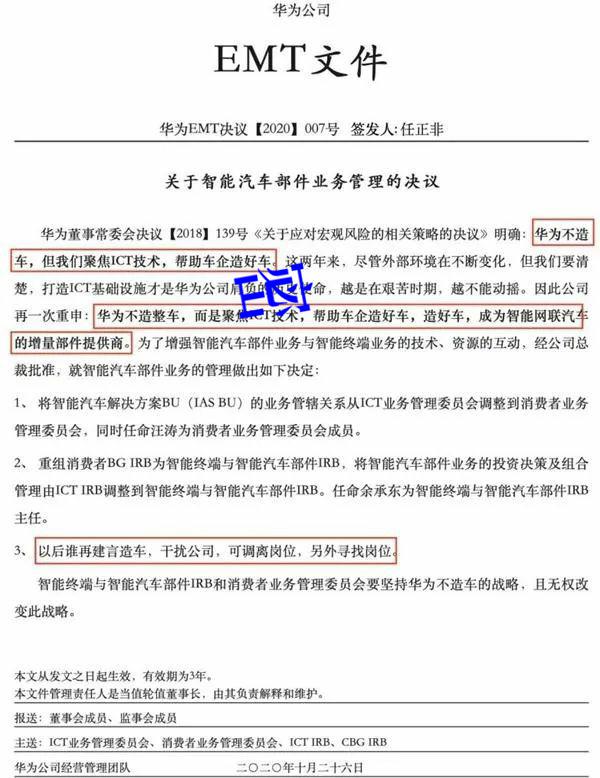 华为公司
EMT文件
华为EMT决议【2020】007号 签发人:任正非
关于智能汽车部件业务管理的决议
华为董事常委会决议【2018】139号《关于应对宏观风险的相关策略的决议》明确:华为不造
车，但我们聚焦ICT技术，帮助车企造好车。这两年来，尽管外部环境在不断变化，但我们要清
楚，打造ICT基础设施才是华为公司肩负的历史使命，越是在艰苦时期，越不能动摇。因此公司
再一次重申：华为不造整车，而是聚焦ICT技术，帮助车企造好车，造好车，成为智能网联汽车
的增量部件提供商。为了增强智能汽车部件业务与智能终端业务的技术、资源的互动，经公司总
裁批准，就智能汽车部件业务的管理做出如下决定：
1、 将智能汽车解决方案BU（IAS BU）的业务管辖关系从ICT业务管理委员会调整到消费者业务
管理委员会，同时任命汪涛为消费者业务管理委员会成员。
2、 重组消费者BG IRB为智能终端与智能汽车部件IRB，将智能汽车部件业务的投资决策及组合
管理由ICT IRB调整到智能终端与智能汽车部件IRB。任命余承东为智能终端与智能汽车部件IRB
主任。
3、 以后谁再建言造车，干扰公司，可调离岗位，另外寻找岗位。
智能终端与智能汽车部件IRB和消费者业务管理委员会要坚持华为不造车的战略，且无权改
变此战略。
本文从发文之日起生效，有效期为3年。
本文件管理责任人是当值轮值董事长，由其负责解释和维护。
报送：董事会成员、监事会成员
主送：ICT业务管理委员会、消费者业务管理委员会、ICT IRB、CBG IRB
华为公司经营管理团队 二〇二〇年十月二十六日